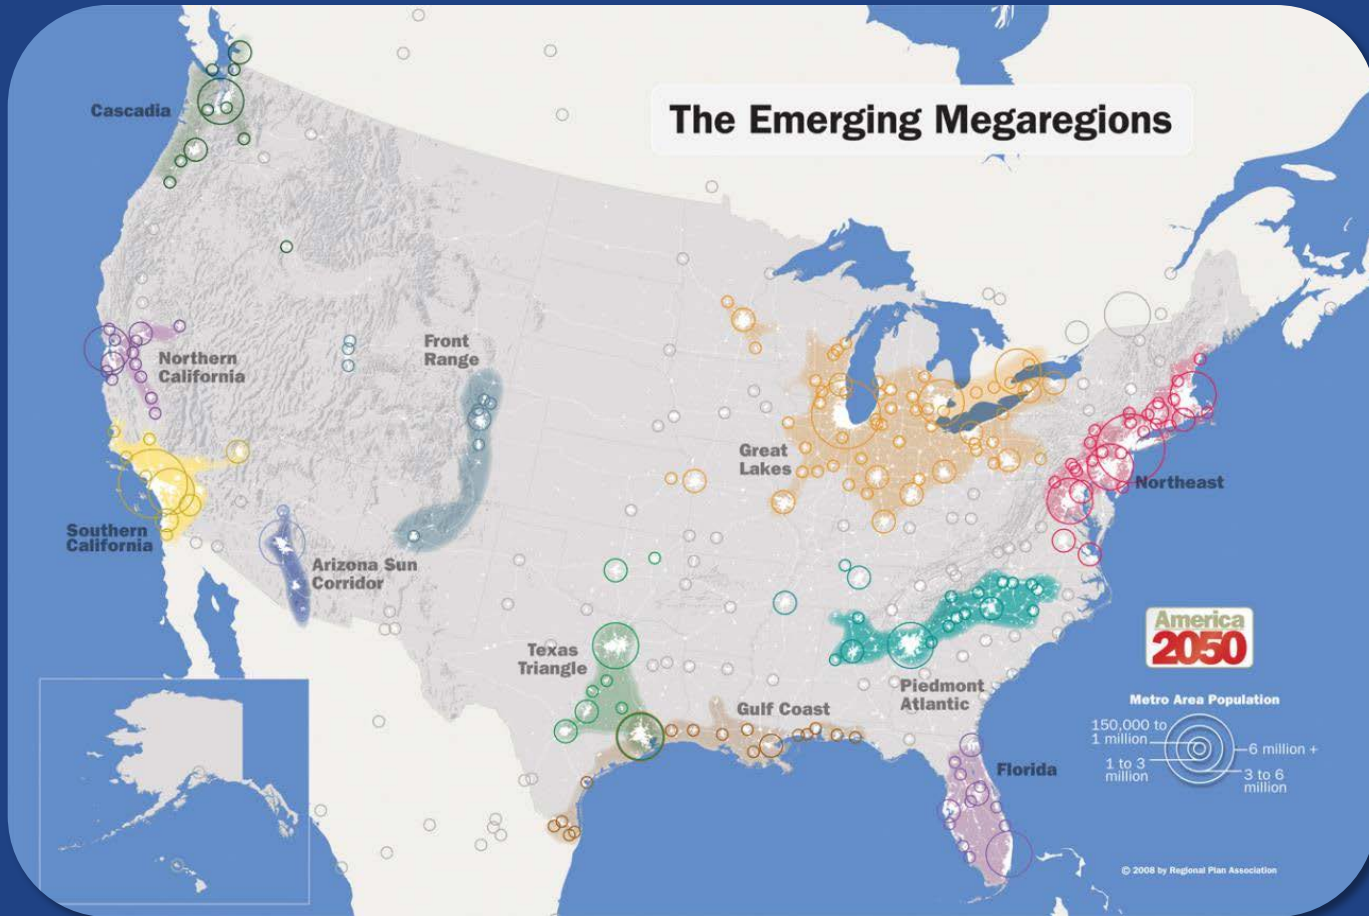 The Emerging Megaregions
Cascadia
Northern
California
Front
Range
Great
Lakes
Northeast
Southern
California
Arizona Sun
Corridor
Texas
Triangle
Gulf Coast
Piedmont
Atlantic
Florida
America
2050
Metro Area Population
150,000 to
1 million
1 to 3
million
6 million +
3 to 6
million
© 2008 by Regional Plan Association